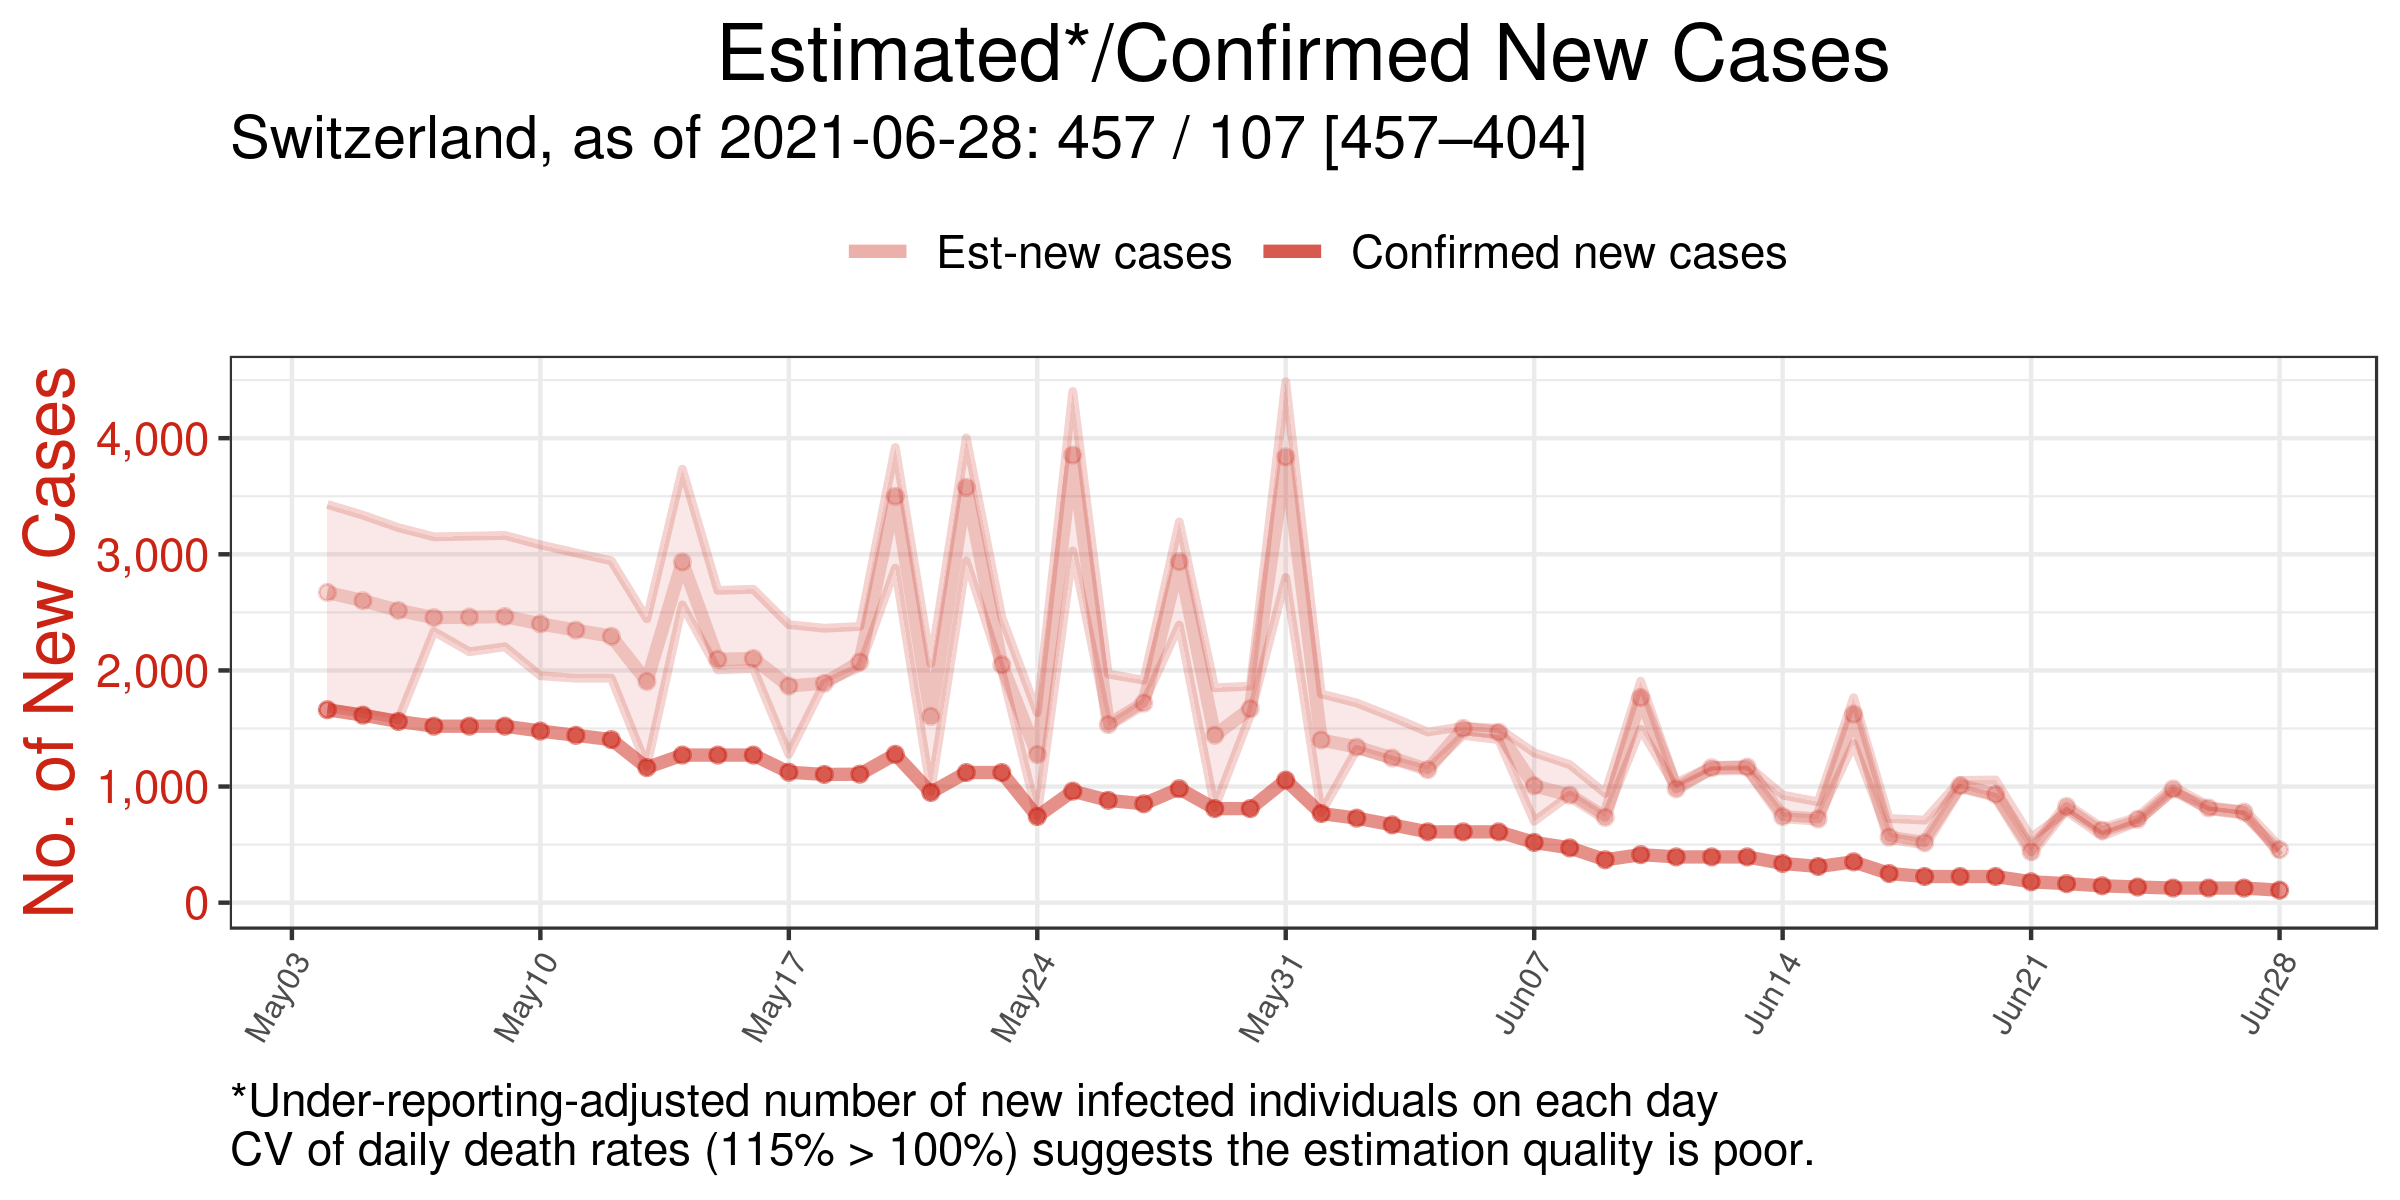 Estimated*/Confirmed New Cases
Switzerland, as of 2021-06-28: 457 / 107 [457–404]
Est-new cases
Confirmed new cases
No. of New Cases
4,000
3,000
2,000
1,000
0
May03
May10
May17
May24
May31
Jun07
Jun14
Jun21
Jun28
*Under-reporting-adjusted number of new infected individuals on each day
CV of daily death rates (115% > 100%) suggests the estimation quality is poor.